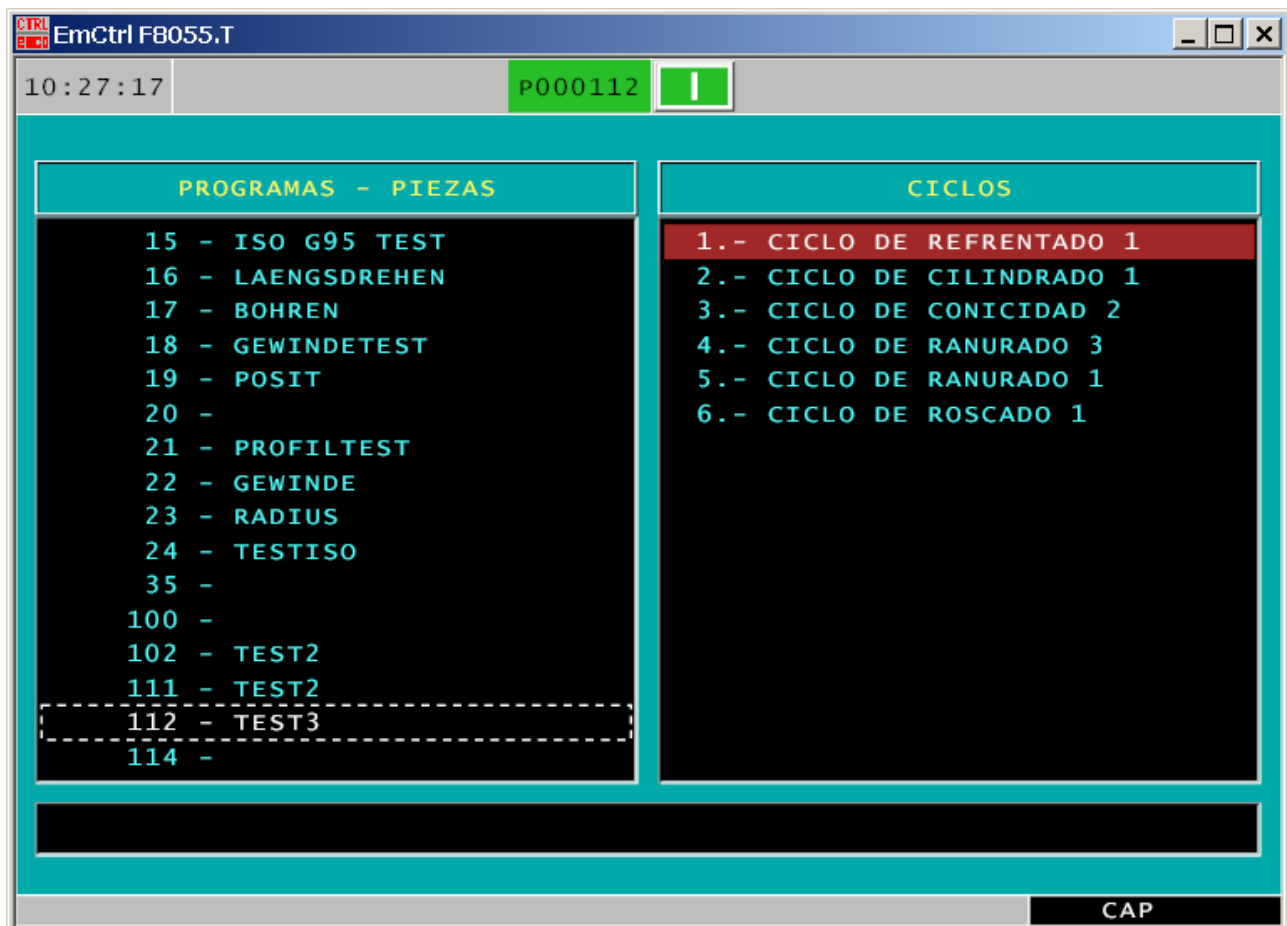 CTRL
EmCtrl F8055.T
10:27:17 P000112
PROGRAMAS - PIEZAS
15 - ISO G95 TEST
16 - LAENGSDREHEN
17 - BOHREN
18 - GEWINDETEST
19 - POSIT
20 -
21 - PROFILTEST
22 - GEWINDE
23 - RADIUS
24 - TESTISO
35 -
100 -
102 - TEST2
111 - TEST2
112 - TEST3
114 -
CICLOS
1.- CICLO DE REFRENTADO 1
2.- CICLO DE CILINDRADO 1
3.- CICLO DE CONICIDAD 2
4.- CICLO DE RANURADO 3
5.- CICLO DE RANURADO 1
6.- CICLO DE ROSCADO 1
CAP